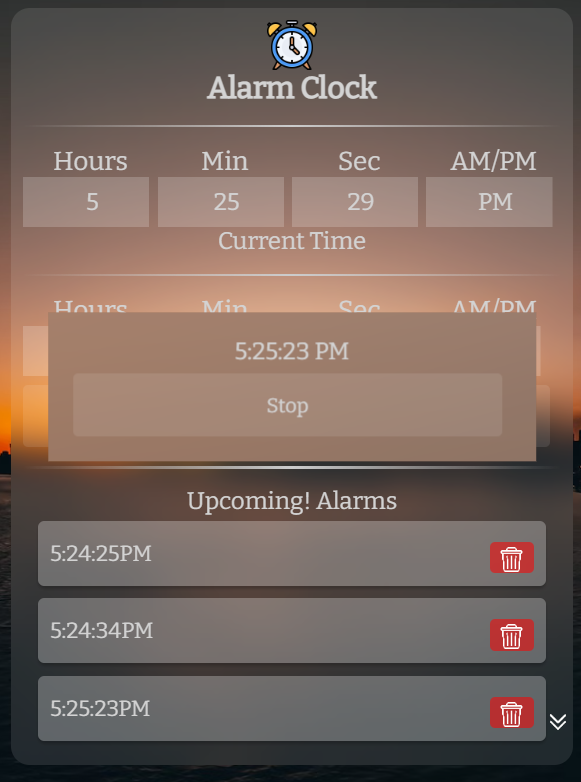 Alarm Clock
Hours Min Sec AM/PM
5 25 29 PM
Current Time
Hours Min Sec AM/PM
5:25:23 PM
Stop
Upcoming! Alarms
5:24:25PM
5:24:34PM
5:25:23PM